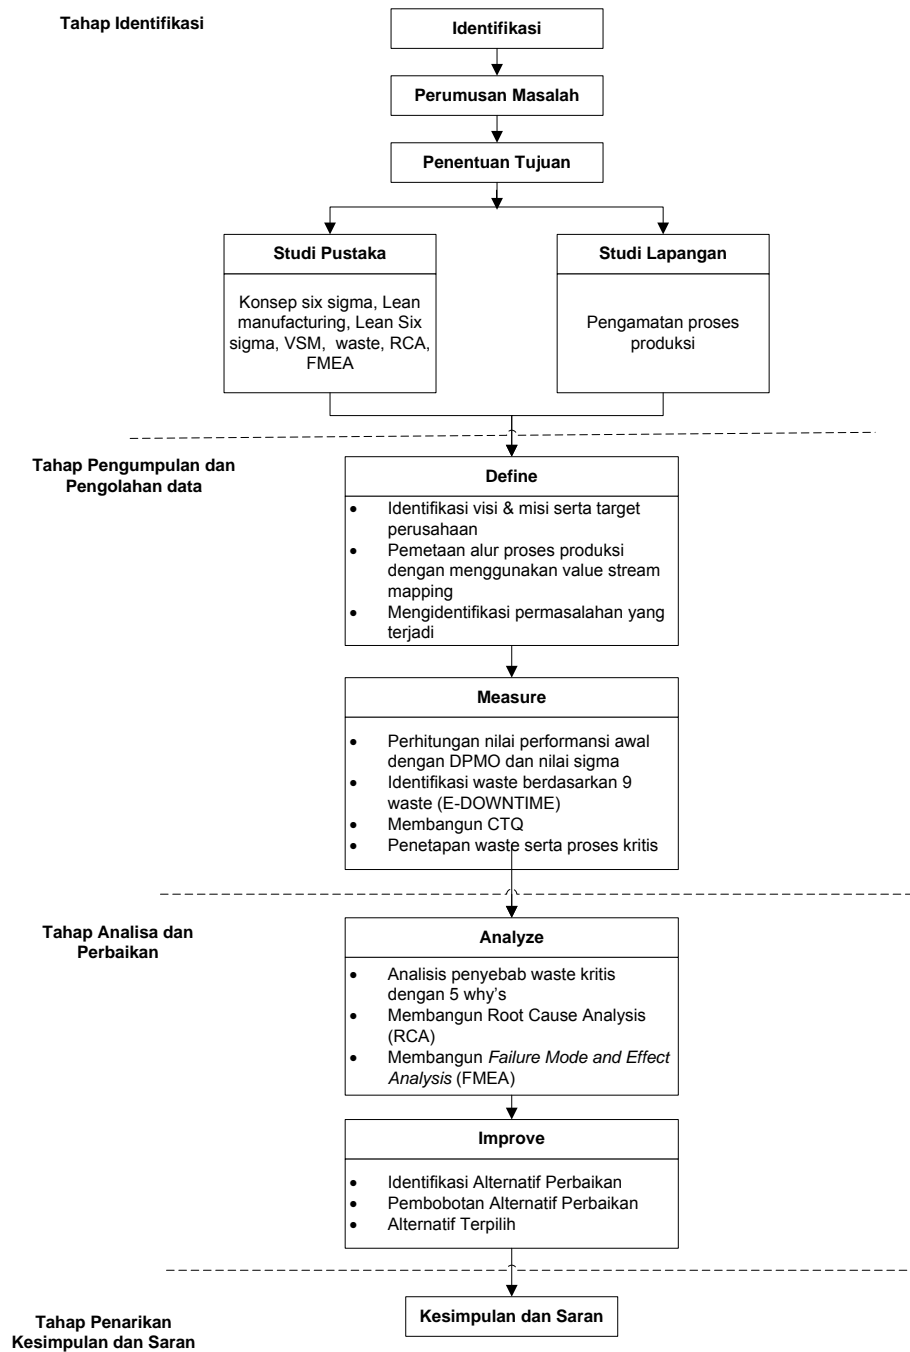 Tahap Identifikasi
Identifikasi
Perumusan Masalah
Penentuan Tujuan
Studi Pustaka
Konsep six sigma, Lean
manufacturing, Lean Six
sigma, VSM, waste, RCA,
FMEA
Studi Lapangan
Pengamatan proses
produksi
Tahap Pengumpulan dan
Pengolahan data
Define
• Identifikasi visi & misi serta target
perusahaan
• Pemetaan alur proses produksi
dengan menggunakan value stream
mapping
• Mengidentifikasi permasalahan yang
terjadi
Measure
• Perhitungan nilai performansi awal
dengan DPMO dan nilai sigma
• Identifikasi waste berdasarkan 9
waste (E-DOWNTIME)
• Membangun CTQ
• Penetapan waste serta proses kritis
Tahap Analisa dan
Perbaikan
Analyze
• Analisis penyebab waste kritis
dengan 5 why’s
• Membangun Root Cause Analysis
(RCA)
• Membangun Failure Mode and Effect
Analysis (FMEA)
Improve
• Identifikasi Alternatif Perbaikan
• Pembobotan Alternatif Perbaikan
• Alternatif Terpilih
Tahap Penarikan
Kesimpulan dan Saran
Kesimpulan dan Saran